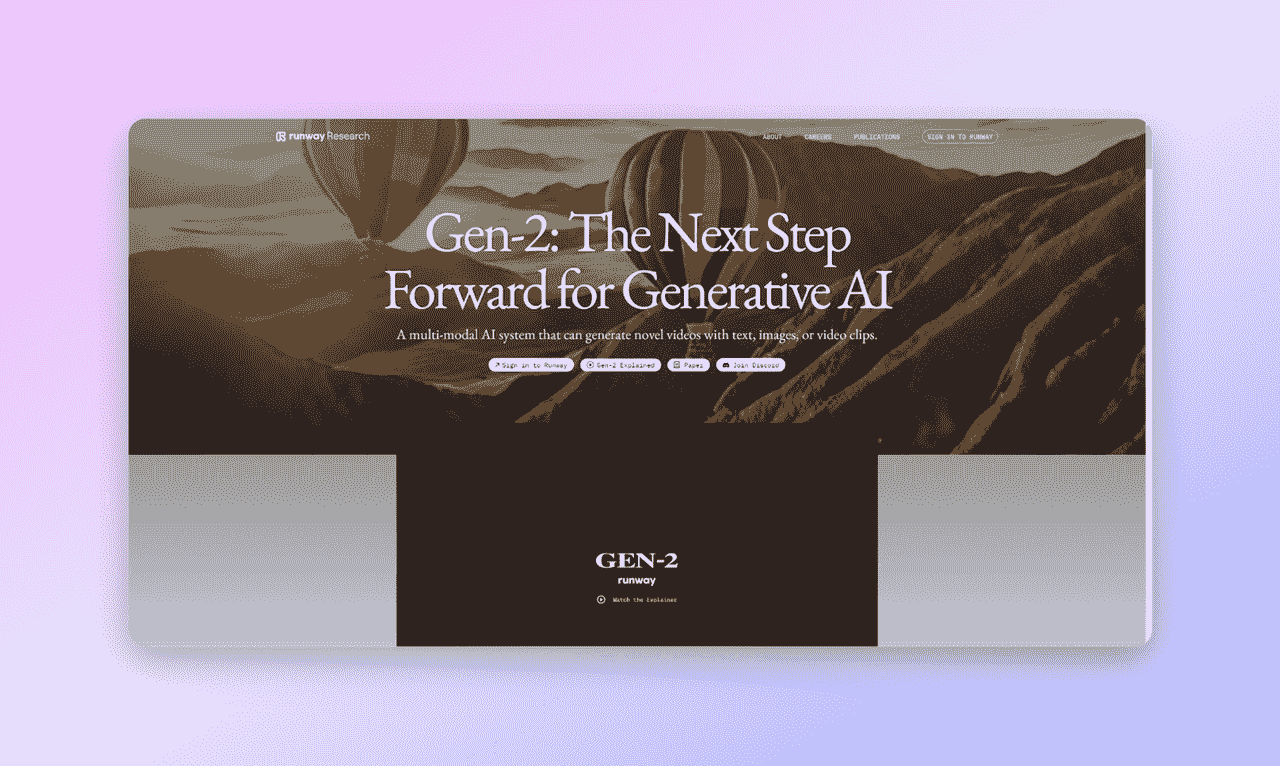 runway Research
ABOUT
CAREERS
PUBLICATIONS
SIGN IN TO RUNWAY
Gen-2: The Next Step
Forward for Generative AI
A multi-modal AI system that can generate novel videos with text, images, or video clips.
Sign in to Runway
Gen-2 Explained
Paper
Join Discord
GEN-2
runway
Watch the Explainer